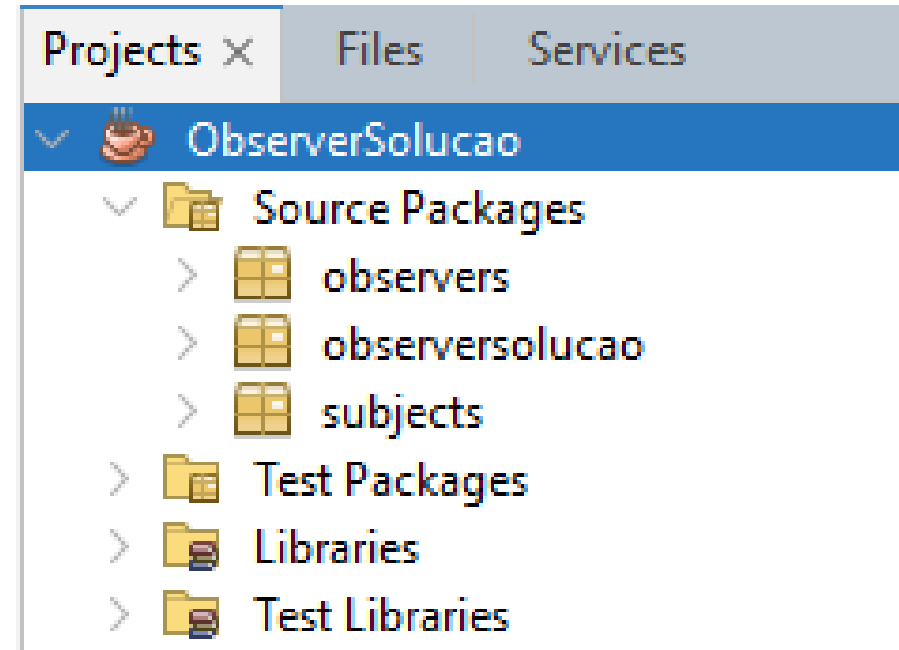 Projects Files Services
ObserverSolucao
Source Packages
observers
observersolucao
subjects
Test Packages
Libraries
Test Libraries